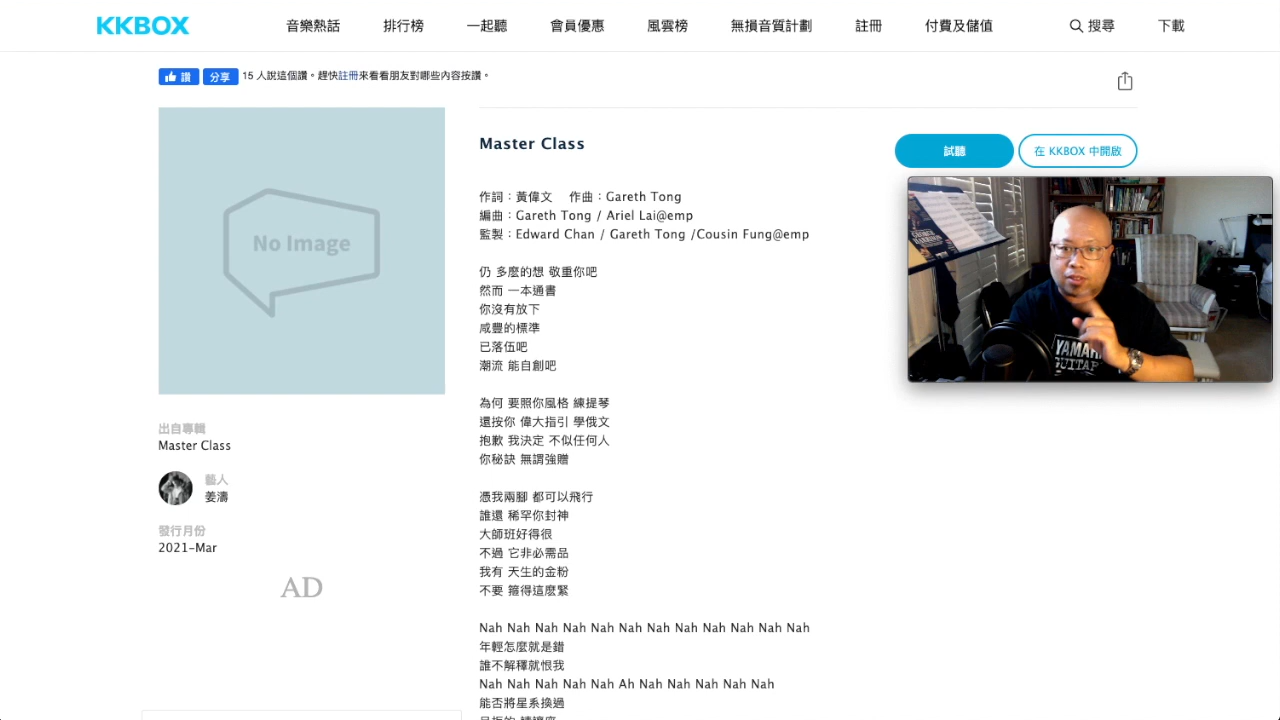 KKBOX 音樂熱話 排行榜 一起聽 會員優惠 風雲榜 無損音質計劃 註冊 付費及儲值 搜尋 下載
讚 分享 15 人說這個讚。趕快註冊來看看朋友對哪些內容按讚。
No Image
出自專輯
Master Class
藝人
姜濤
發行月份
2021-Mar
AD
Master Class
試聽 在 KKBOX 中開啟
作詞：黃偉文 作曲：Gareth Tong
編曲：Gareth Tong / Ariel Lai@emp
監製：Edward Chan / Gareth Tong /Cousin Fung@emp
仍 多麼的想 敬重你吧
然而 一本通書
你沒有放下
咸豐的標準
已落伍吧
潮流 能自創吧
為何 要照你風格 練提琴
還按你 偉大指引 學俄文
抱歉 我決定 不似任何人
你秘訣 無謂強贈
憑我兩腳 都可以飛行
誰還 稀罕你封神
大師班好得很
不過 它非必需品
我有 天生的金粉
不要 箍得這麼緊
Nah Nah Nah Nah Nah Nah Nah Nah Nah Nah Nah Nah
年輕怎麼就是錯
誰不解釋就恨我
Nah Nah Nah Nah Nah Ah Nah Nah Nah Nah Nah
能否將星系換過
GEORGE HARRISON
YAMAH
GUITAR